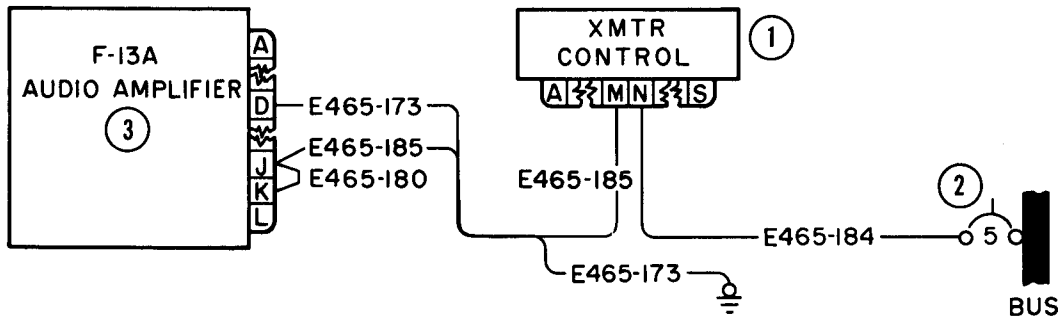 F-13A
AUDIO AMPLIFIER
3
A
D
J
K
L
E465-173
E465-185
E465-180
XMTR
CONTROL
1
A M N S
E465-185
2
E465-184
5
E465-173
BUS